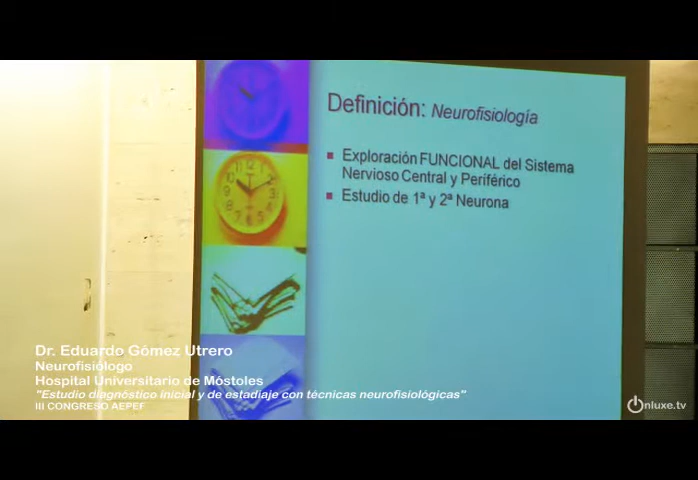 Definición: Neurofisiología
Exploración FUNCIONAL del Sistema
Nervioso Central y Periférico
Estudio de 1ª y 2ª Neurona
Dr. Eduardo Gómez Utrero
Neurofisiólogo
Hospital Universitario de Móstoles
"Estudio diagnóstico inicial y de estadiaje con técnicas neurofisiológicas"
III CONGRESO AEPEF
onluxe.tv